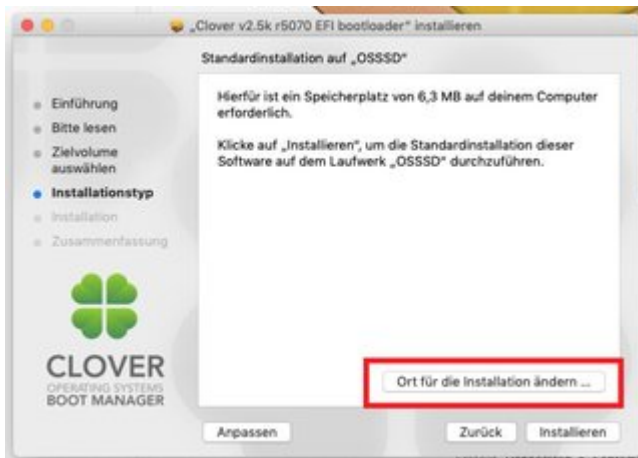 „Clover v2.5k r5070 EFI bootloader“ installieren
Standardinstallation auf „OSSSD“
Einführung
Bitte lesen
Zielvolume
auswählen
Installationstyp
Installation
Zusammenfassung
Hierfür ist ein Speicherplatz von 6,3 MB auf deinem Computer
erforderlich.
Klicke auf „Installieren“, um die Standardinstallation dieser
Software auf dem Laufwerk „OSSSD“ durchzuführen.
CLOVER
OPERATING SYSTEMS
BOOT MANAGER
Ort für die Installation ändern ...
Anpassen
Zurück
Installieren